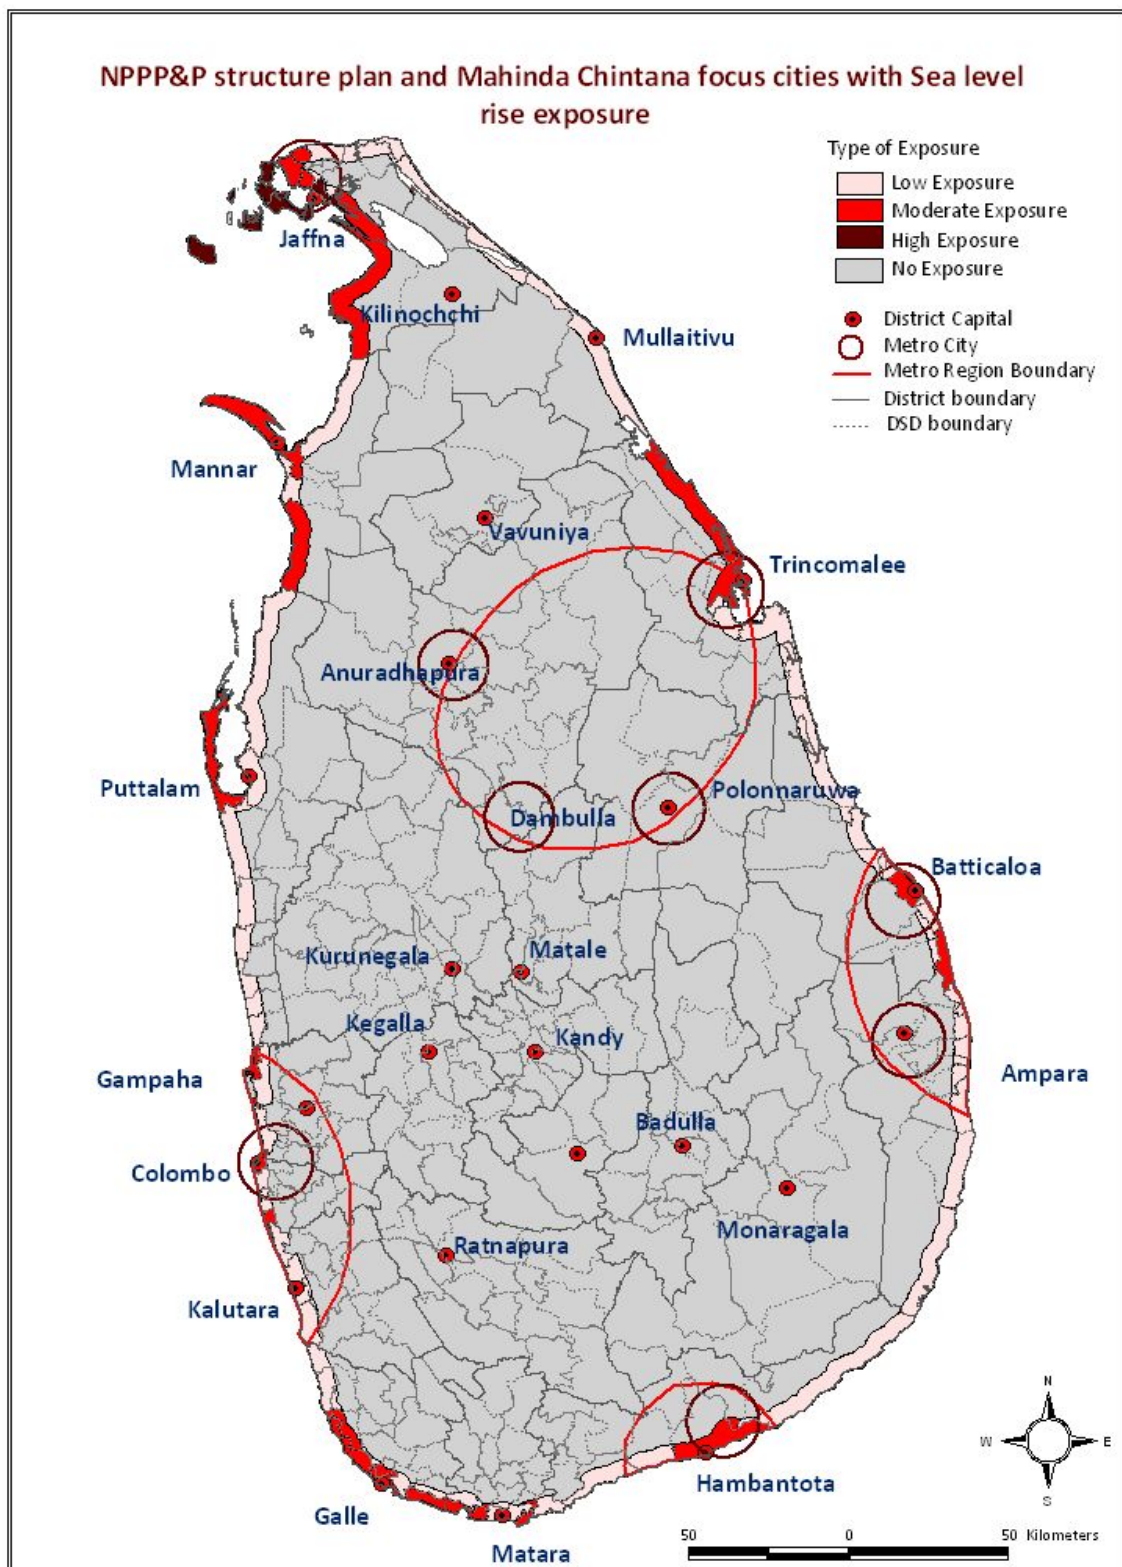 NPPP&P structure plan and Mahinda Chintana focus cities with Sea level
rise exposure
Type of Exposure
Low Exposure
Moderate Exposure
High Exposure
No Exposure
District Capital
Metro City
Metro Region Boundary
District boundary
DSD boundary
Jaffna
Kilinochchi
Mullaitivu
Mannar
Vavuniya
Trincomalee
Anuradhapura
Puttalam
Dambulla
Polonnaruwa
Batticaloa
Kurunegala
Matale
Kegalla
Kandy
Gampaha
Ampara
Badulla
Colombo
Monaragala
Ratnapura
Kalutara
Hambantota
Galle
Matara
N
W
E
S
50 0 50 Kilometers